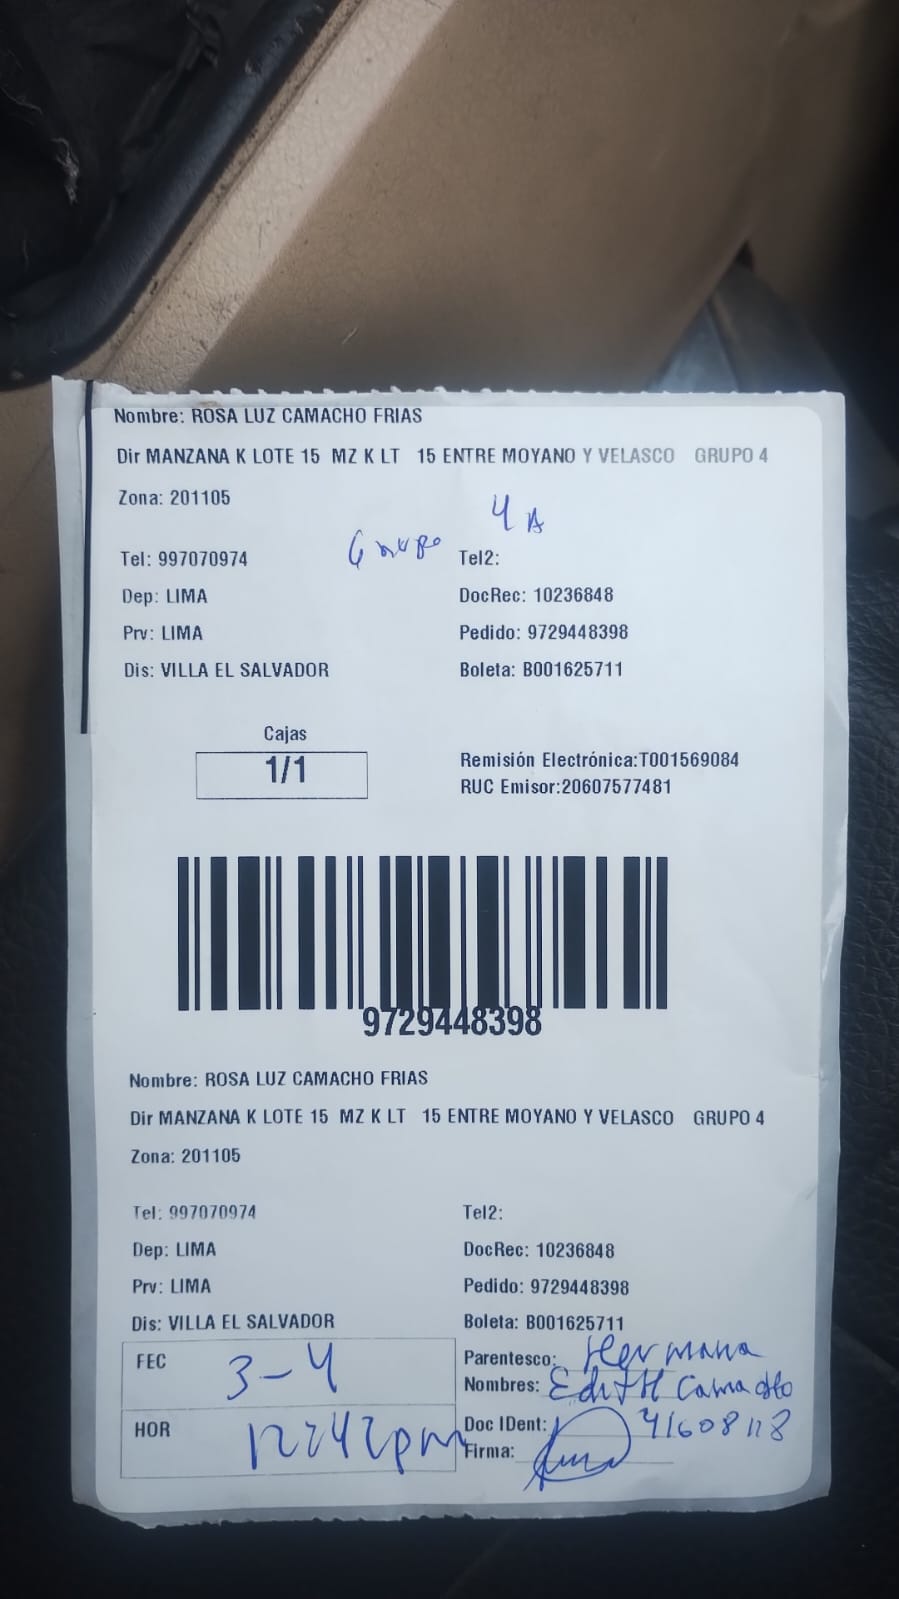 Nombre: ROSA LUZ CAMACHO FRIAS
Dir MANZANA K LOTE 15 MZ K LT 15 ENTRE MOYANO Y VELASCO GRUPO 4
Zona: 201105
Grupo 4 A
Tel: 997070974 Tel2:
Dep: LIMA DocRec: 10236848
Prv: LIMA Pedido: 9729448398
Dis: VILLA EL SALVADOR Boleta: B001625711
Cajas
1/1
Remisión Electrónica:T001569084
RUC Emisor:20607577481
9729448398
Nombre: ROSA LUZ CAMACHO FRIAS
Dir MANZANA K LOTE 15 MZ K LT 15 ENTRE MOYANO Y VELASCO GRUPO 4
Zona: 201105
Tel: 997070974 Tel2:
Dep: LIMA DocRec: 10236848
Prv: LIMA Pedido: 9729448398
Dis: VILLA EL SALVADOR Boleta: B001625711
FEC 3-4 Parentesco: Hermana
Nombres: Edith Camacho
HOR 12:42pm Doc IDent: 41608118
Firma: